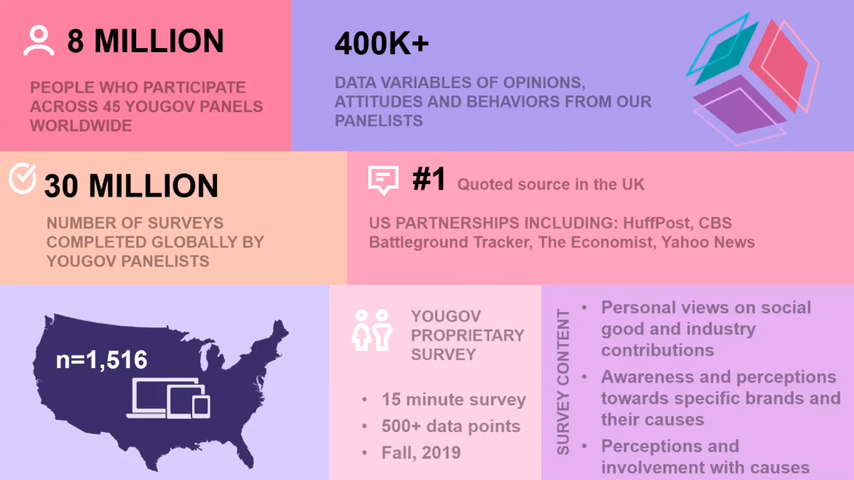 8 MILLION
PEOPLE WHO PARTICIPATE
ACROSS 45 YOUGOV PANELS
WORLDWIDE
400K+
DATA VARIABLES OF OPINIONS,
ATTITUDES AND BEHAVIORS FROM OUR
PANELISTS
30 MILLION
NUMBER OF SURVEYS
COMPLETED GLOBALLY BY
YOUGOV PANELISTS
#1 Quoted source in the UK
US PARTNERSHIPS INCLUDING: HuffPost, CBS
Battleground Tracker, The Economist, Yahoo News
n=1,516
YOUGOV
PROPRIETARY
SURVEY
• 15 minute survey
• 500+ data points
• Fall, 2019
SURVEY CONTENT
• Personal views on social
good and industry
contributions
• Awareness and perceptions
towards specific brands and
their causes
• Perceptions and
involvement with causes